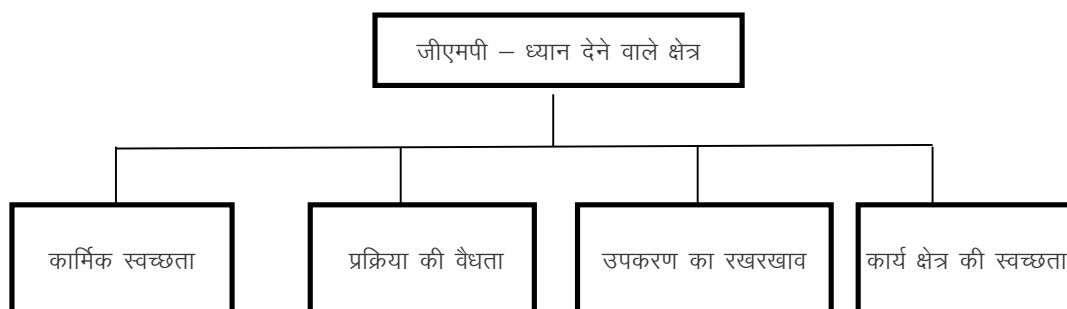 जीएमपी – ध्यान देने वाले क्षेत्र
कार्मिक स्वच्छता
प्रक्रिया की वैधता
उपकरण का रखरखाव
कार्य क्षेत्र की स्वच्छता